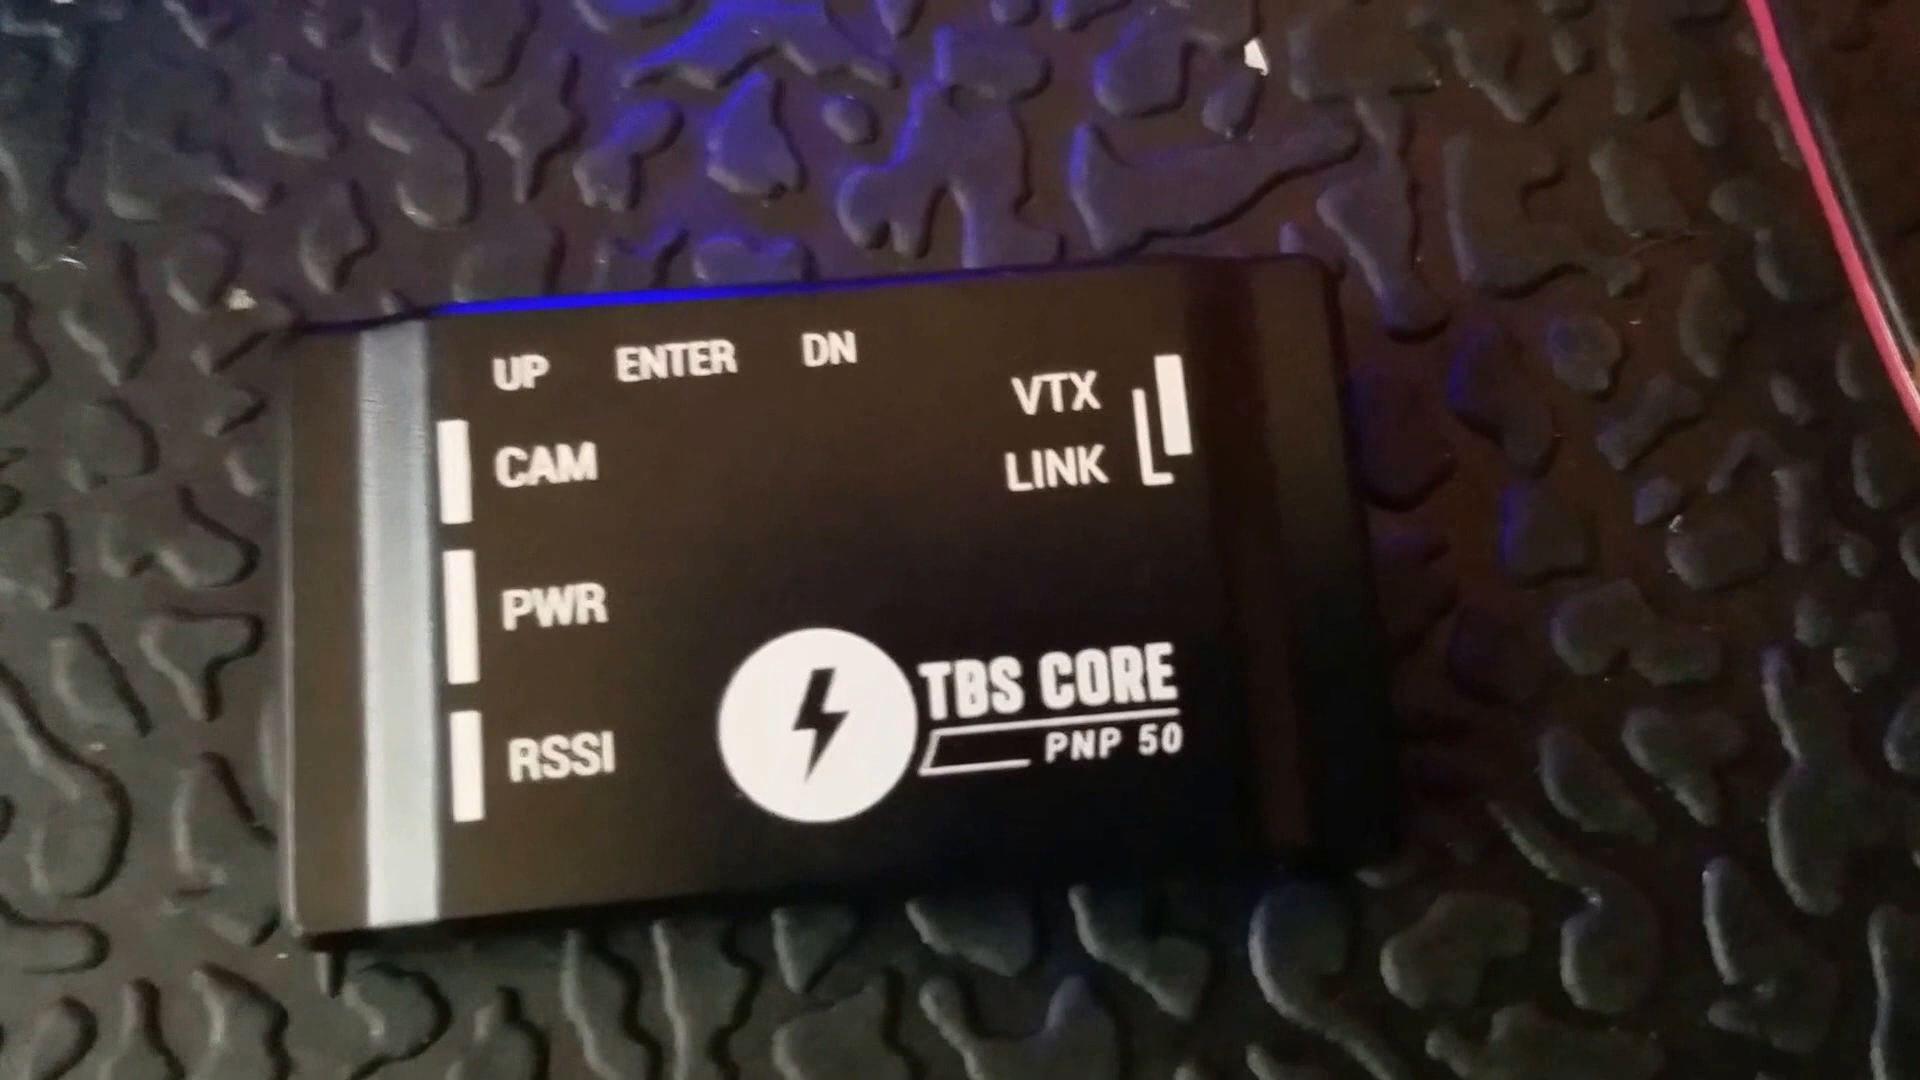 UP ENTER DN
CAM
VTX
LINK
PWR
RSSI
TBS CORE
PNP 50